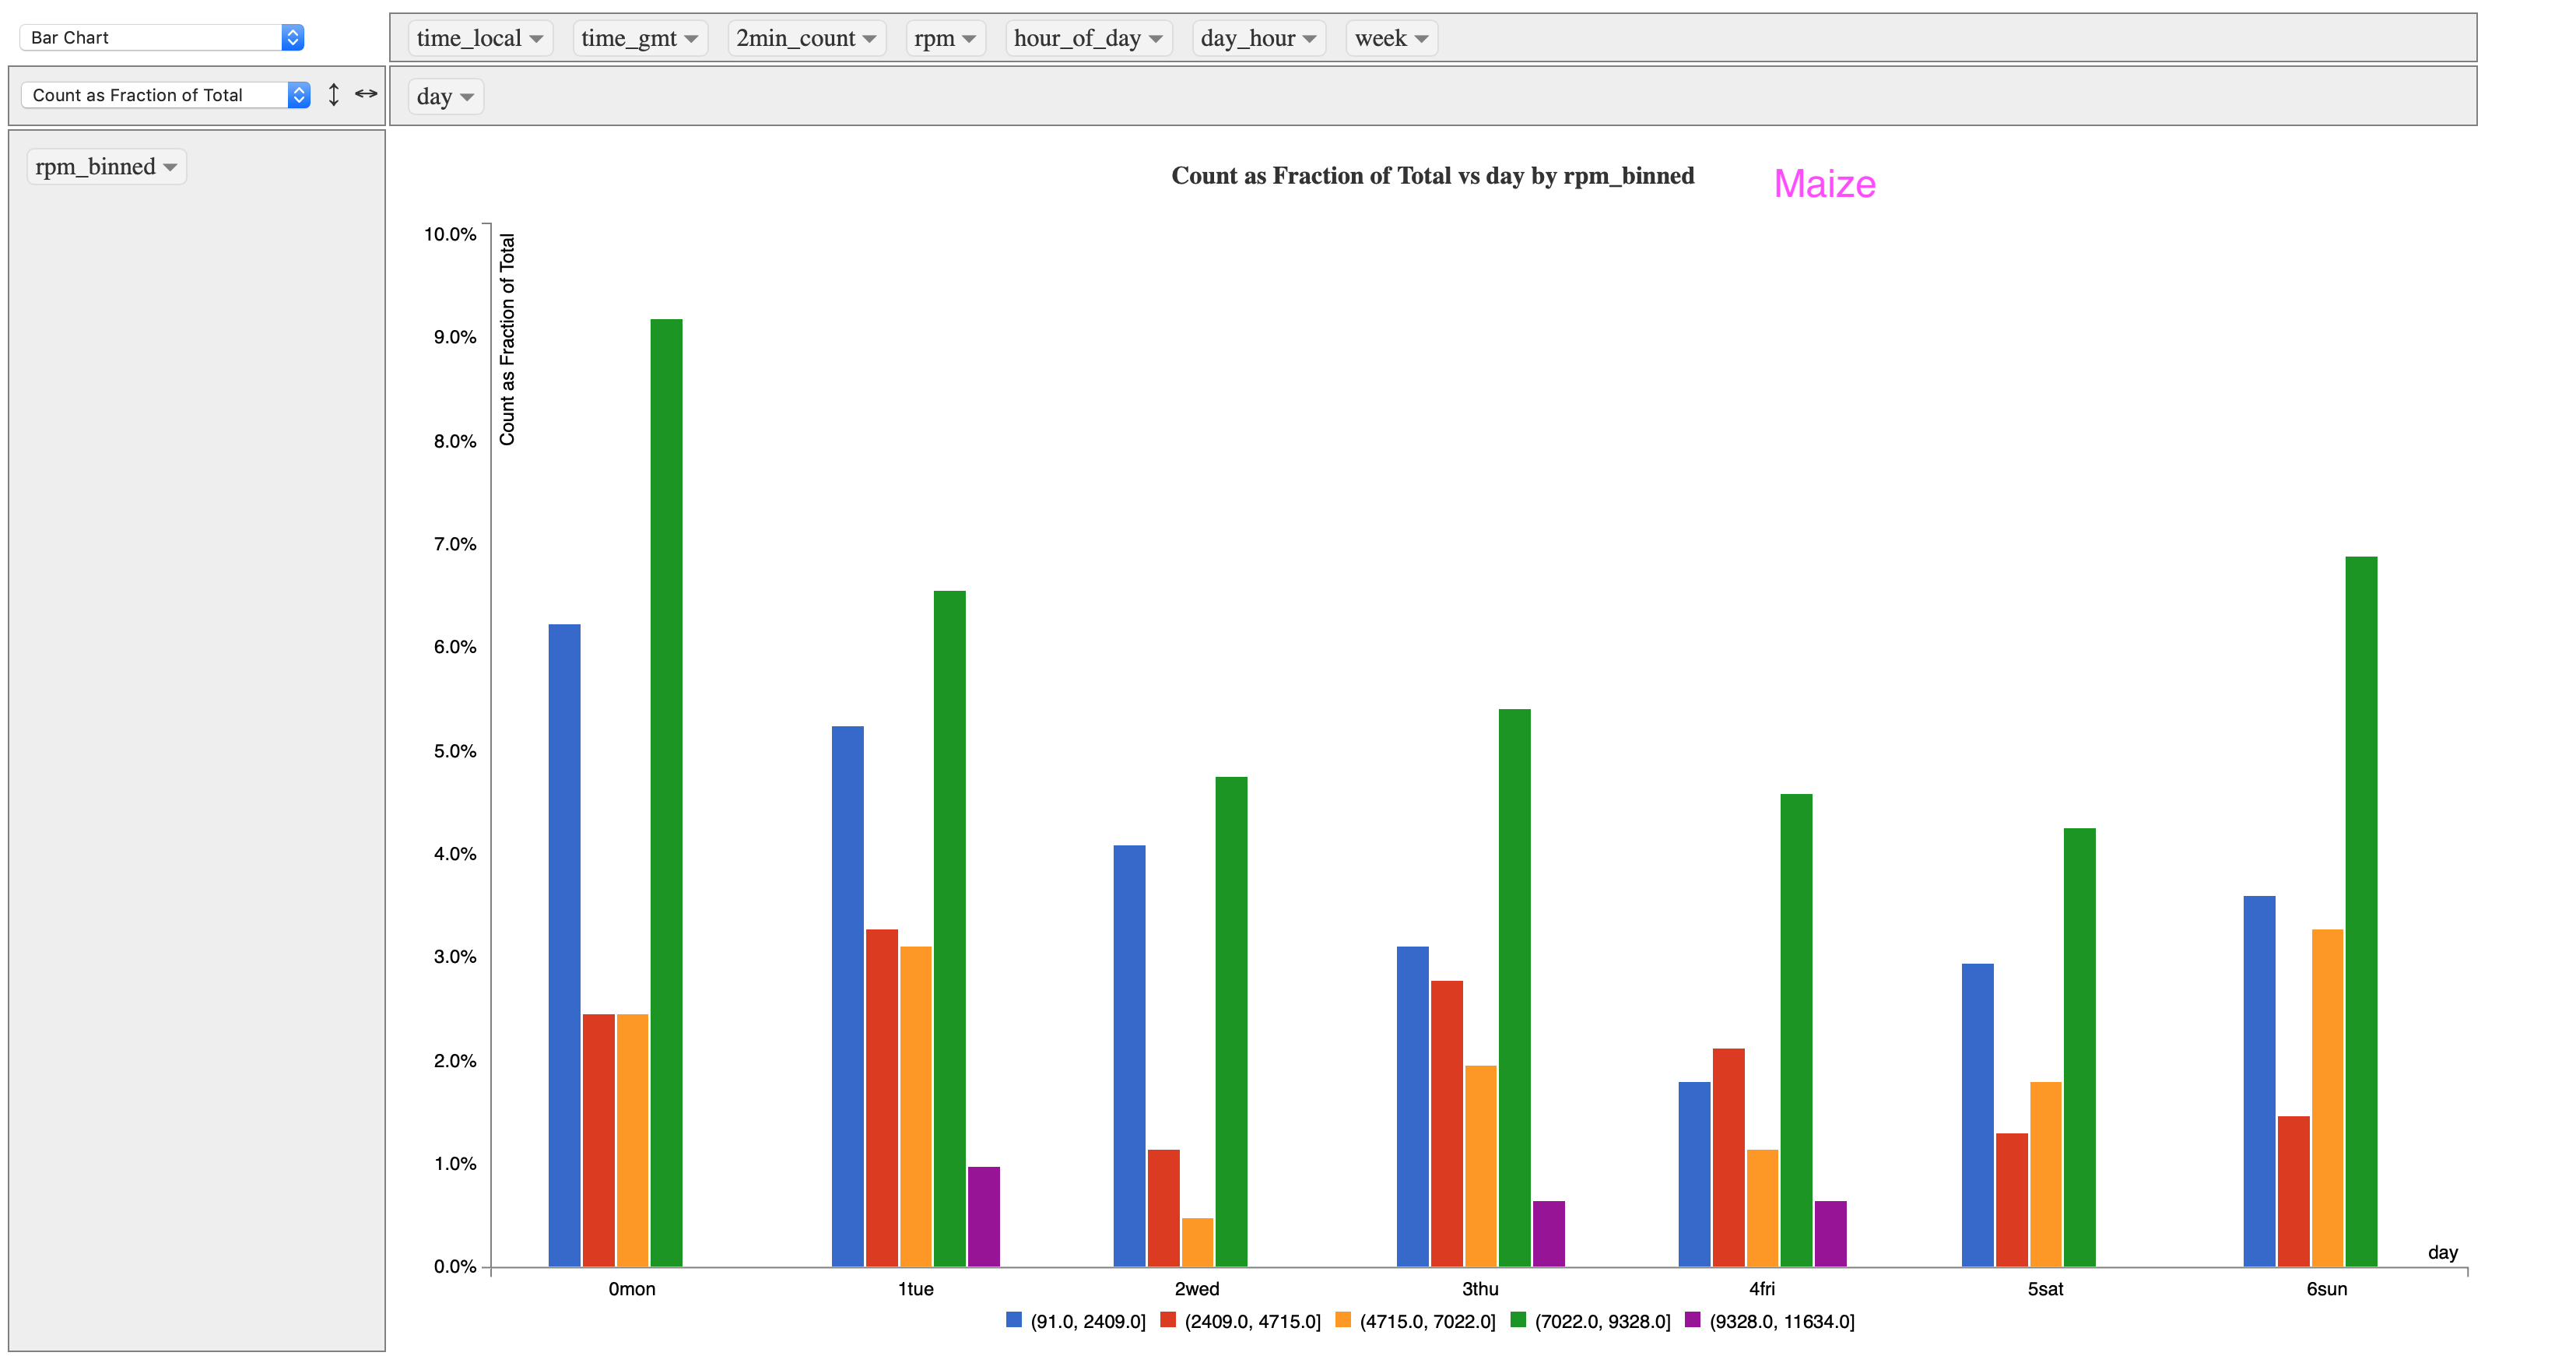 Bar Chart
time_local time_gmt 2min_count rpm hour_of_day day_hour week
Count as Fraction of Total
day
rpm_binned
Count as Fraction of Total vs day by rpm_binned
Maize
Count as Fraction of Total
10.0%
9.0%
8.0%
7.0%
6.0%
5.0%
4.0%
3.0%
2.0%
1.0%
0.0%
day
0mon 1tue 2wed 3thu 4fri 5sat 6sun
(91.0, 2409.0] (2409.0, 4715.0] (4715.0, 7022.0] (7022.0, 9328.0] (9328.0, 11634.0]